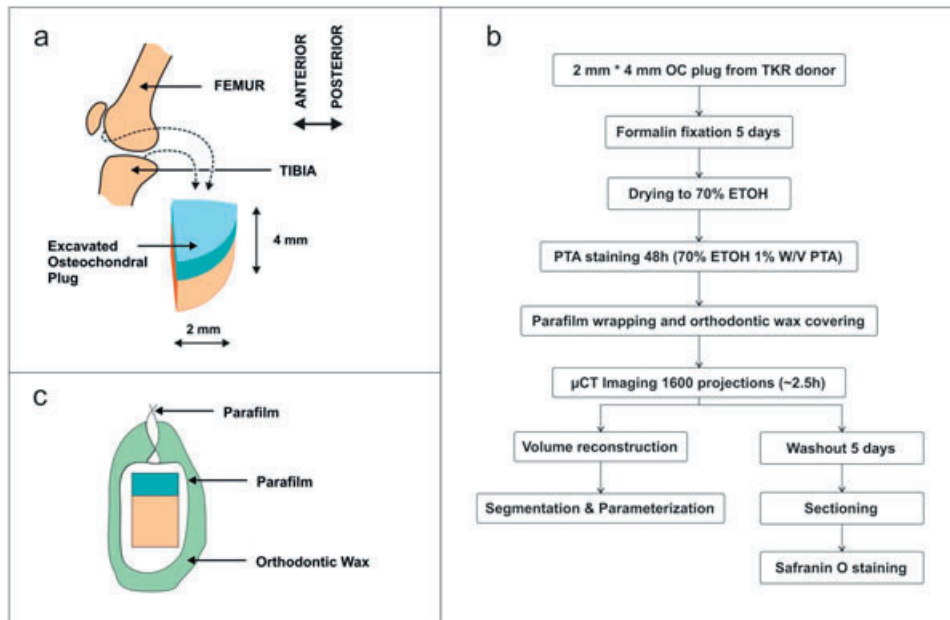 a
FEMUR
ANTERIOR
POSTERIOR
TIBIA
Excavated
Osteochondral
Plug
4 mm
2 mm
c
Parafilm
Parafilm
Orthodontic Wax
b
2 mm * 4 mm OC plug from TKR donor
Formalin fixation 5 days
Drying to 70% ETOH
PTA staining 48h (70% ETOH 1% W/V PTA)
Parafilm wrapping and orthodontic wax covering
µCT Imaging 1600 projections (~2.5h)
Volume reconstruction
Washout 5 days
Segmentation & Parameterization
Sectioning
Safranin O staining